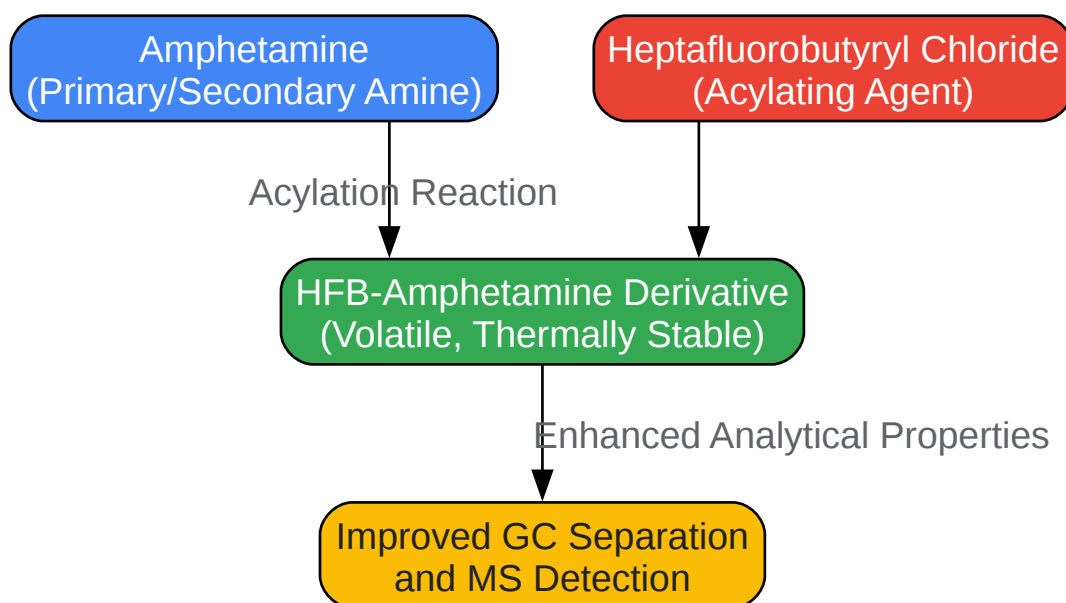 Amphetamine
(Primary/Secondary Amine)
Heptafluorobutyryl Chloride
(Acylating Agent)
Acylation Reaction
HFB-Amphetamine Derivative
(Volatile, Thermally Stable)
Enhanced Analytical Properties
Improved GC Separation
and MS Detection